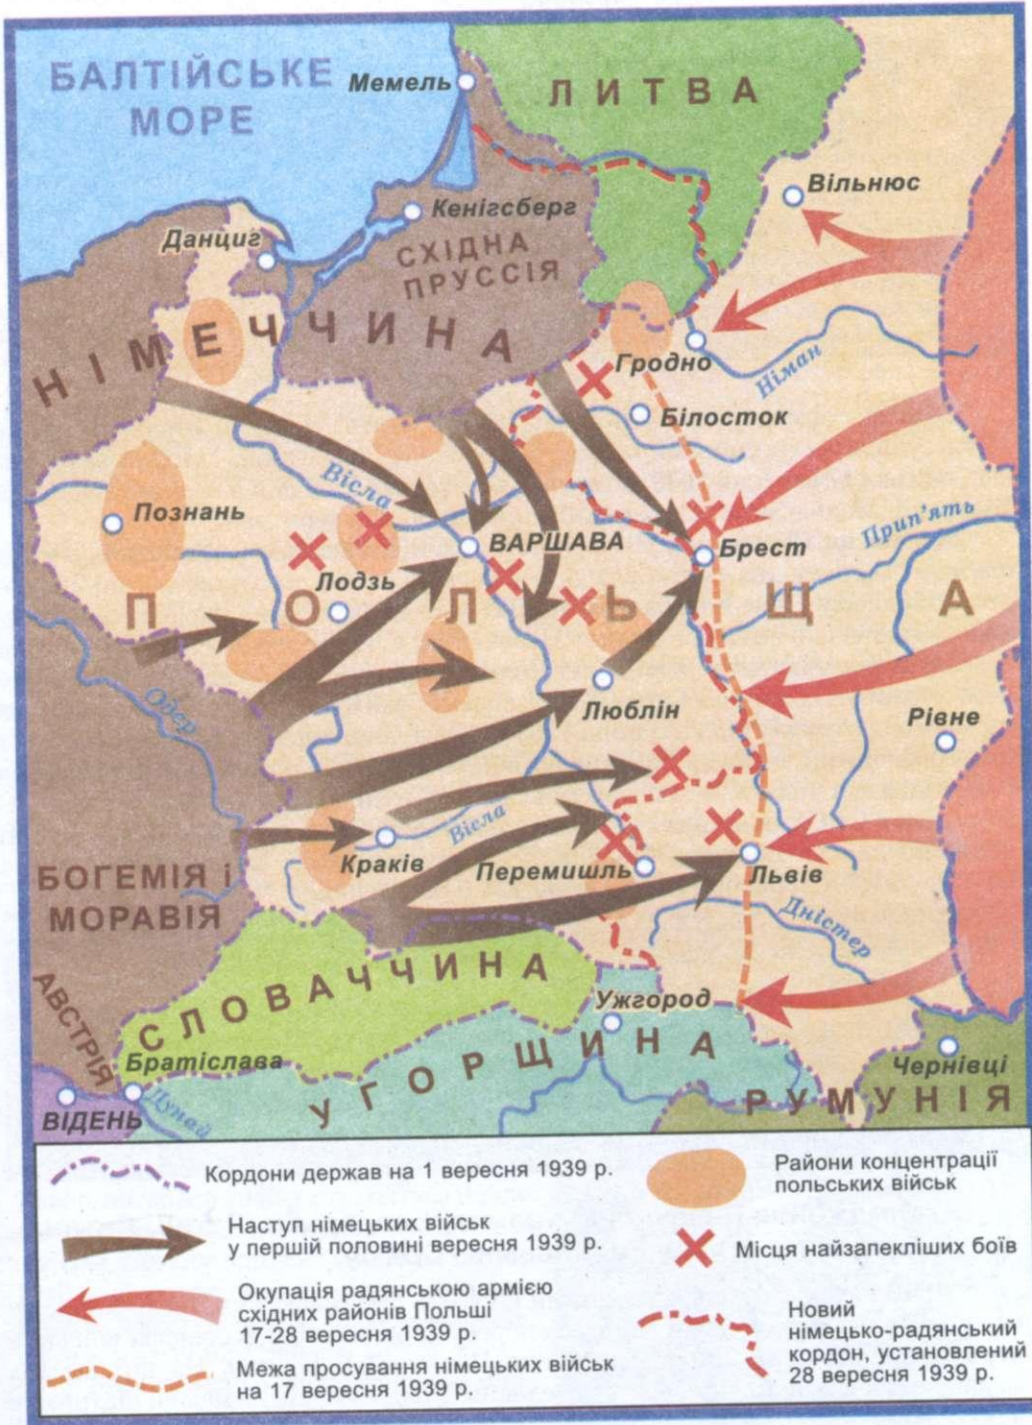 БАЛТІЙСЬКЕ
МОРЕ
Мемель
ЛИТВА
Вільнюс
Кенігсберг
Данциг
СХІДНА
ПРУССІЯ
НІМЕЧЧИНА
Гродно
Німан
Білосток
Вісла
Познань
ВАРШАВА
Брест
Прип'ять
Лодзь
ПОЛЬЩА
Одер
Люблін
Рівне
Вісла
Краків
Перемишль
Львів
БОГЕМІЯ і
МОРАВІЯ
Дністер
СЛОВАЧЧИНА
АВСТРІЯ
Ужгород
Братіслава
УГОРЩИНА
Чернівці
РУМУНІЯ
ВІДЕНЬ
Дунай
Кордони держав на 1 вересня 1939 р.
Наступ німецьких військ
у першій половині вересня 1939 р.
Окупація радянською армією
східних районів Польші
17-28 вересня 1939 р.
Межа просування німецьких військ
на 17 вересня 1939 р.
Райони концентрації
польських військ
Місця найзапекліших боїв
Новий
німецько-радянський
кордон, установлений
28 вересня 1939 р.